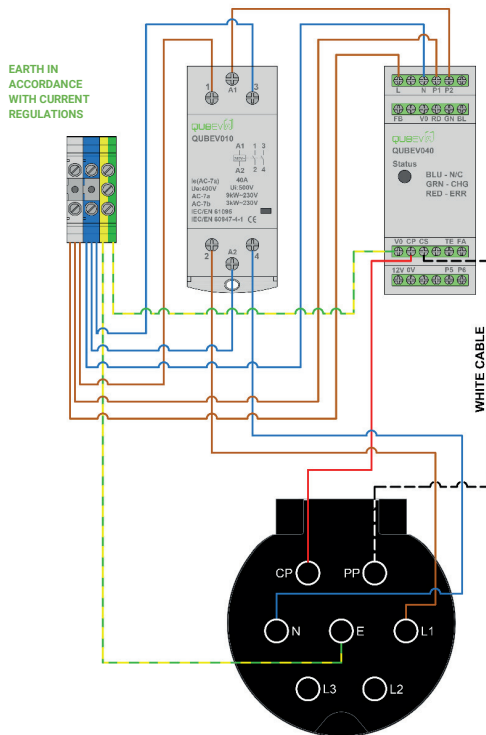 EARTH IN
ACCORDANCE
WITH CURRENT
REGULATIONS
1 A1 3
A1
QUBEV
QUBEV010
A1 1 3
A2 2 4
Ie(AC-7a) 40A
Ue:400V Ui:500V
AC-7a 9kW~230V
AC-7b 3kW~230V
IEC/EN 61095
IEC/EN 60947-4-1 CE
2 A2 4
L N P1 P2
FB V0 RD GN BL
QUBEV
QUBEV040
Status
BLU - N/C
GRN - CHG
RED - ERR
V0 CP CS TE FA
12V 0V P5 P6
WHITE CABLE
CP PP
N E L1
L3 L2